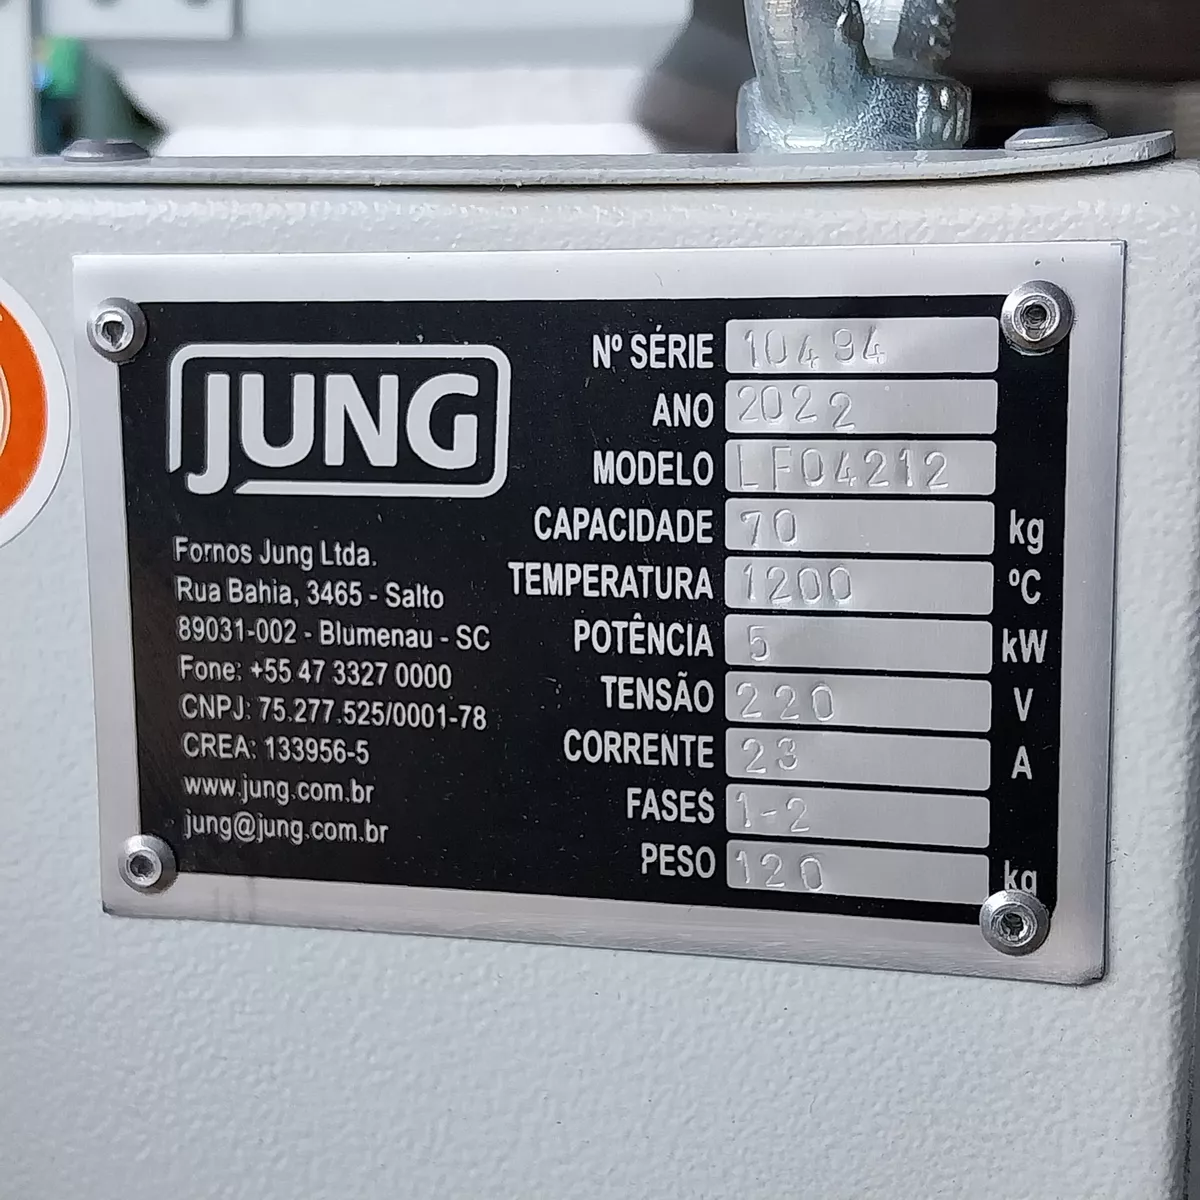 JUNG
Fornos Jung Ltda.
Rua Bahia, 3465 - Salto
89031-002 - Blumenau - SC
Fone: +55 47 3327 0000
CNPJ: 75.277.525/0001-78
CREA: 133956-5
www.jung.com.br
jung@jung.com.br
Nº SÉRIE 10494
ANO 2022
MODELO LF04212
CAPACIDADE 70 kg
TEMPERATURA 1200 ºC
POTÊNCIA 5 kW
TENSÃO 220 V
CORRENTE 23 A
FASES 1-2
PESO 120 kg